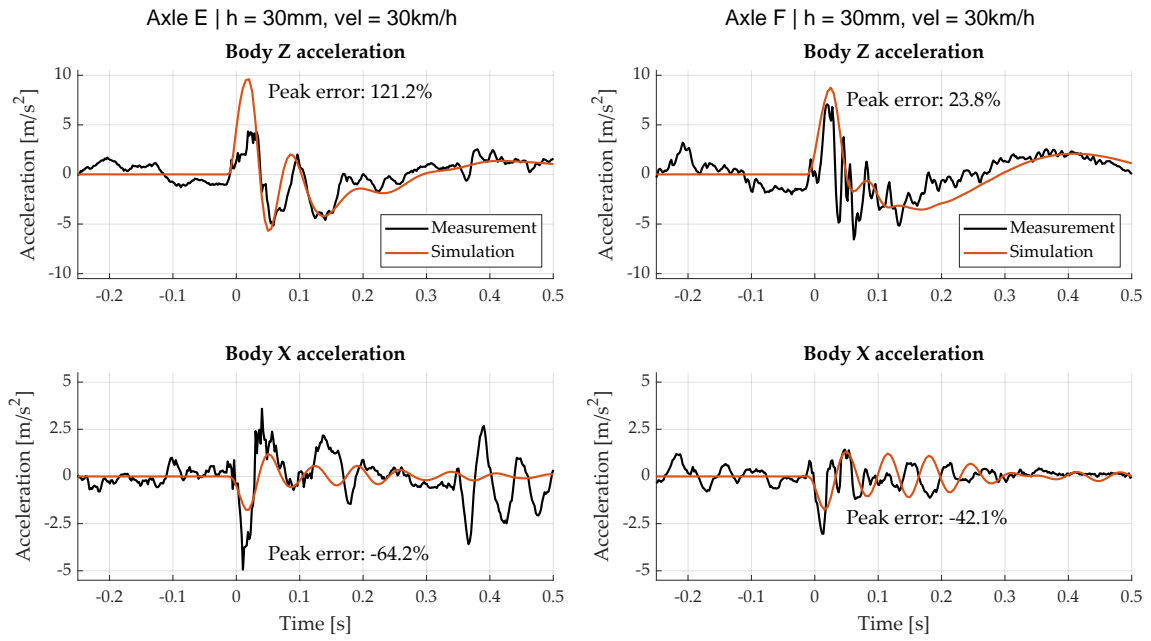 Axle E | h = 30mm, vel = 30km/h
Body Z acceleration
Acceleration [m/s²]
10
5
0
-5
-10
Peak error: 121.2%
Measurement
Simulation
-0.2 -0.1 0 0.1 0.2 0.3 0.4 0.5
Axle F | h = 30mm, vel = 30km/h
Body Z acceleration
Acceleration [m/s²]
10
5
0
-5
-10
Peak error: 23.8%
Measurement
Simulation
-0.2 -0.1 0 0.1 0.2 0.3 0.4 0.5
Body X acceleration
Acceleration [m/s²]
5
2.5
0
-2.5
-5
Peak error: -64.2%
-0.2 -0.1 0 0.1 0.2 0.3 0.4 0.5
Time [s]
Body X acceleration
Acceleration [m/s²]
5
2.5
0
-2.5
-5
Peak error: -42.1%
-0.2 -0.1 0 0.1 0.2 0.3 0.4 0.5
Time [s]